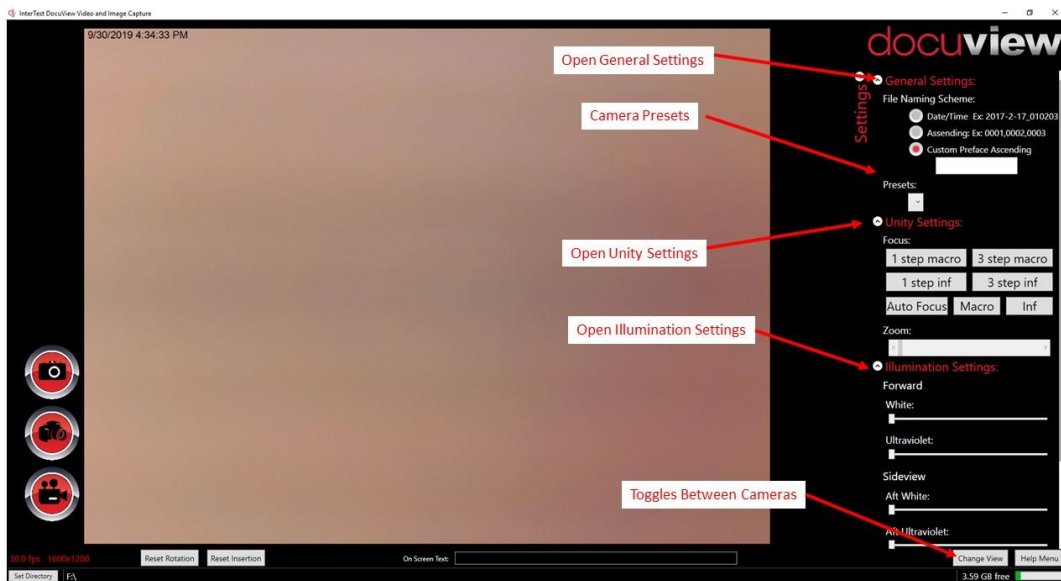 InterTest DocuView Video and Image Capture
9/30/2019 4:34:33 PM
docuview
Open General Settings
Settings
General Settings:
File Naming Scheme:
Date/Time Ex: 2017-2-17_010203
Assending: Ex: 0001,0002,0003
Custom Preface Ascending
Camera Presets
Presets:
Open Unity Settings
Unity Settings:
Focus:
1 step macro 3 step macro
1 step inf 3 step inf
Auto Focus Macro Inf
Open Illumination Settings
Zoom:
Illumination Settings:
Forward
White:
Ultraviolet:
Sideview
Toggles Between Cameras
Aft White:
Aft Ultraviolet:
30.0 fps 1600x1200 Reset Rotation Reset Insertion On Screen Text: Change View Help Menu
Set Directory F:\ 3.59 GB free